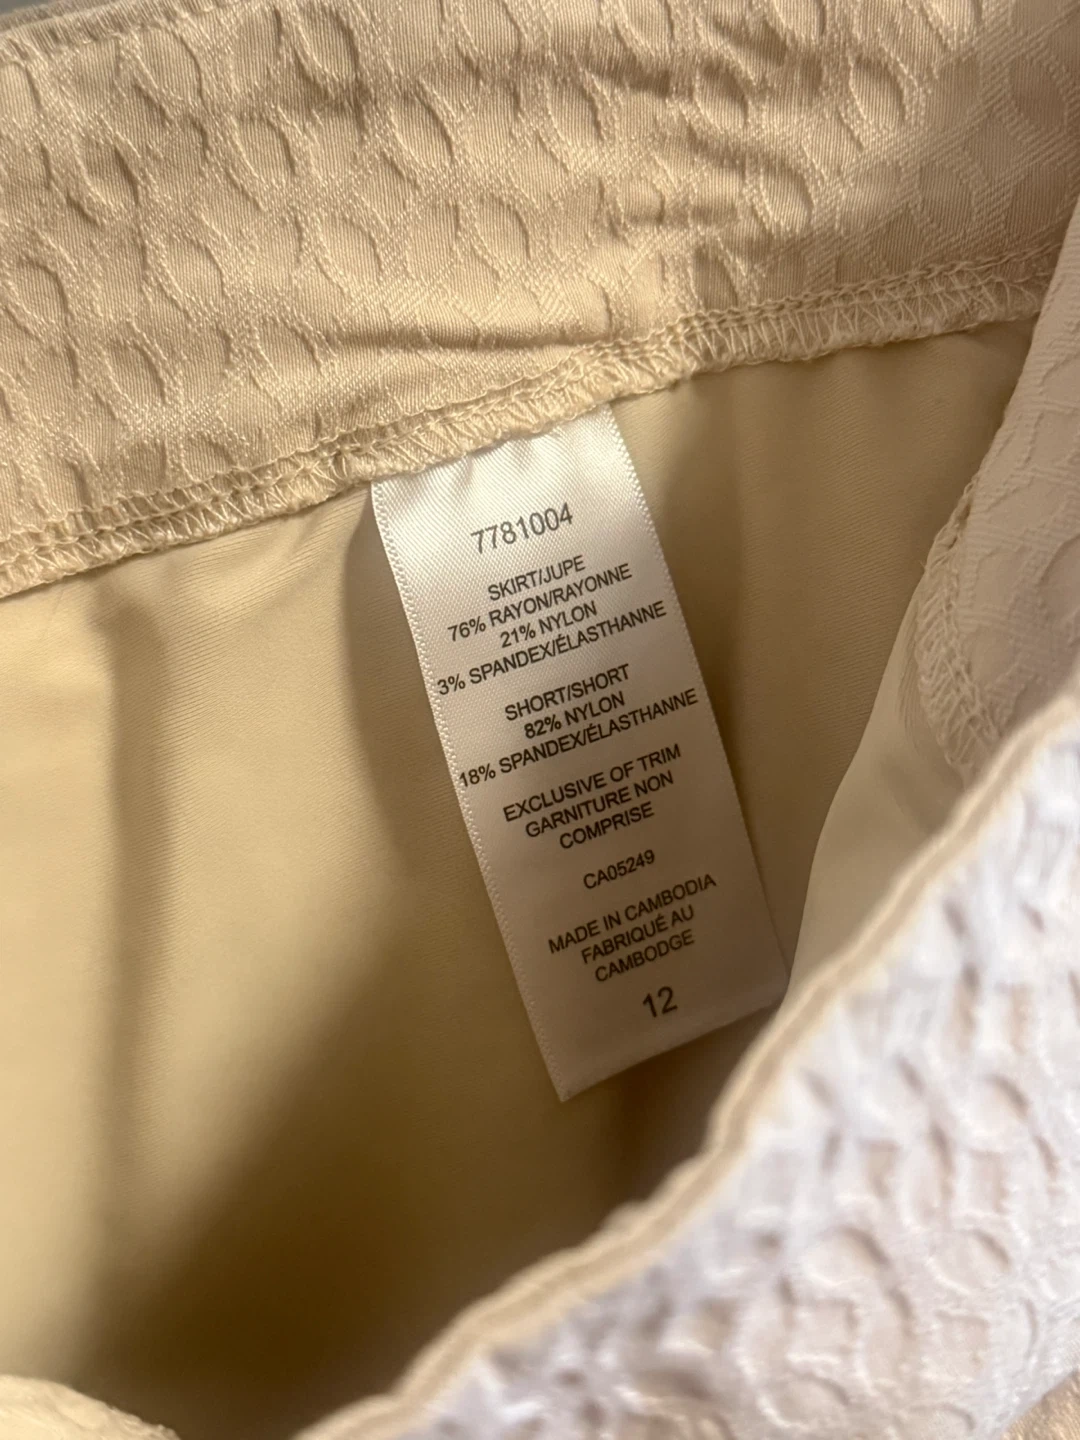 7781004
SKIRT/JUPE
76% RAYON/RAYONNE
21% NYLON
3% SPANDEX/ÉLASTHANNE
SHORT/SHORT
82% NYLON
18% SPANDEX/ÉLASTHANNE
EXCLUSIVE OF TRIM
GARNITURE NON
COMPRISE
CA05249
MADE IN CAMBODIA
FABRIQUÉ AU
CAMBODGE
12